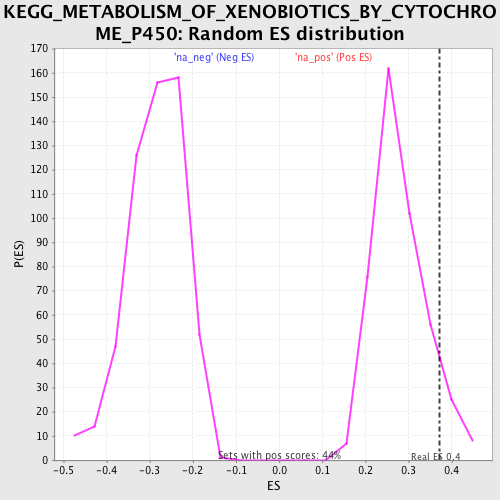 KEGG_METABOLISM_OF_XENOBIOTICS_BY_CYTOCHRO
ME_P450: Random ES distribution
'na_neg' (Neg ES) 'na_pos' (Pos ES)
170
160
150
140
130
120
110
100
90
80
70
60
50
40
30
20
10
0
P(ES)
Sets with pos scores: 44%
Real ES 0.4
-0.5 -0.4 -0.3 -0.2 -0.1 0.0 0.1 0.2 0.3 0.4
ES